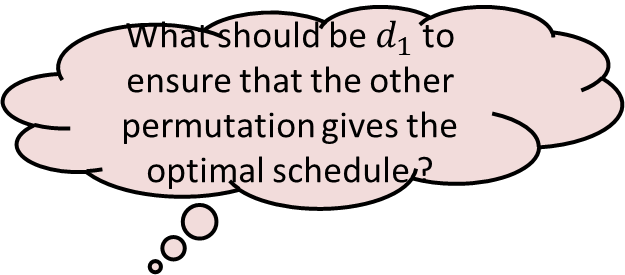 What should be d₁ to
ensure that the other
permutation gives the
optimal schedule?